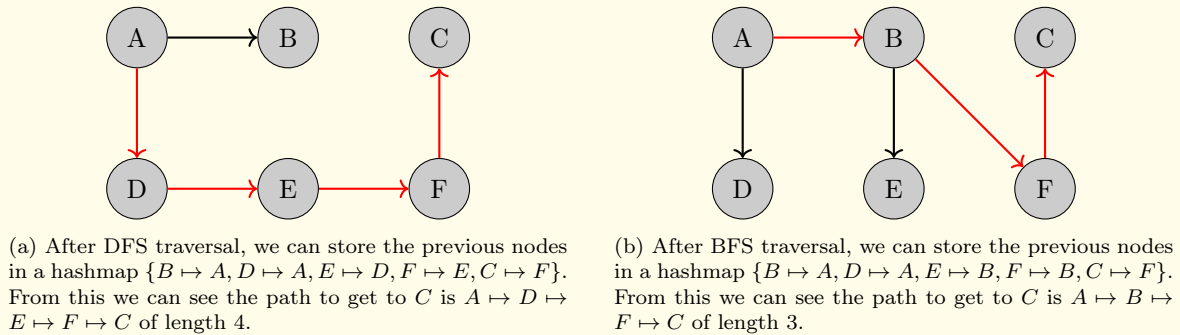 A B C
D E F
(a) After DFS traversal, we can store the previous nodes
in a hashmap {B ↦ A, D ↦ A, E ↦ D, F ↦ E, C ↦ F}.
From this we can see the path to get to C is A ↦ D ↦
E ↦ F ↦ C of length 4.
A B C
D E F
(b) After BFS traversal, we can store the previous nodes
in a hashmap {B ↦ A, D ↦ A, E ↦ B, F ↦ B, C ↦ F}.
From this we can see the path to get to C is A ↦ B ↦
F ↦ C of length 3.